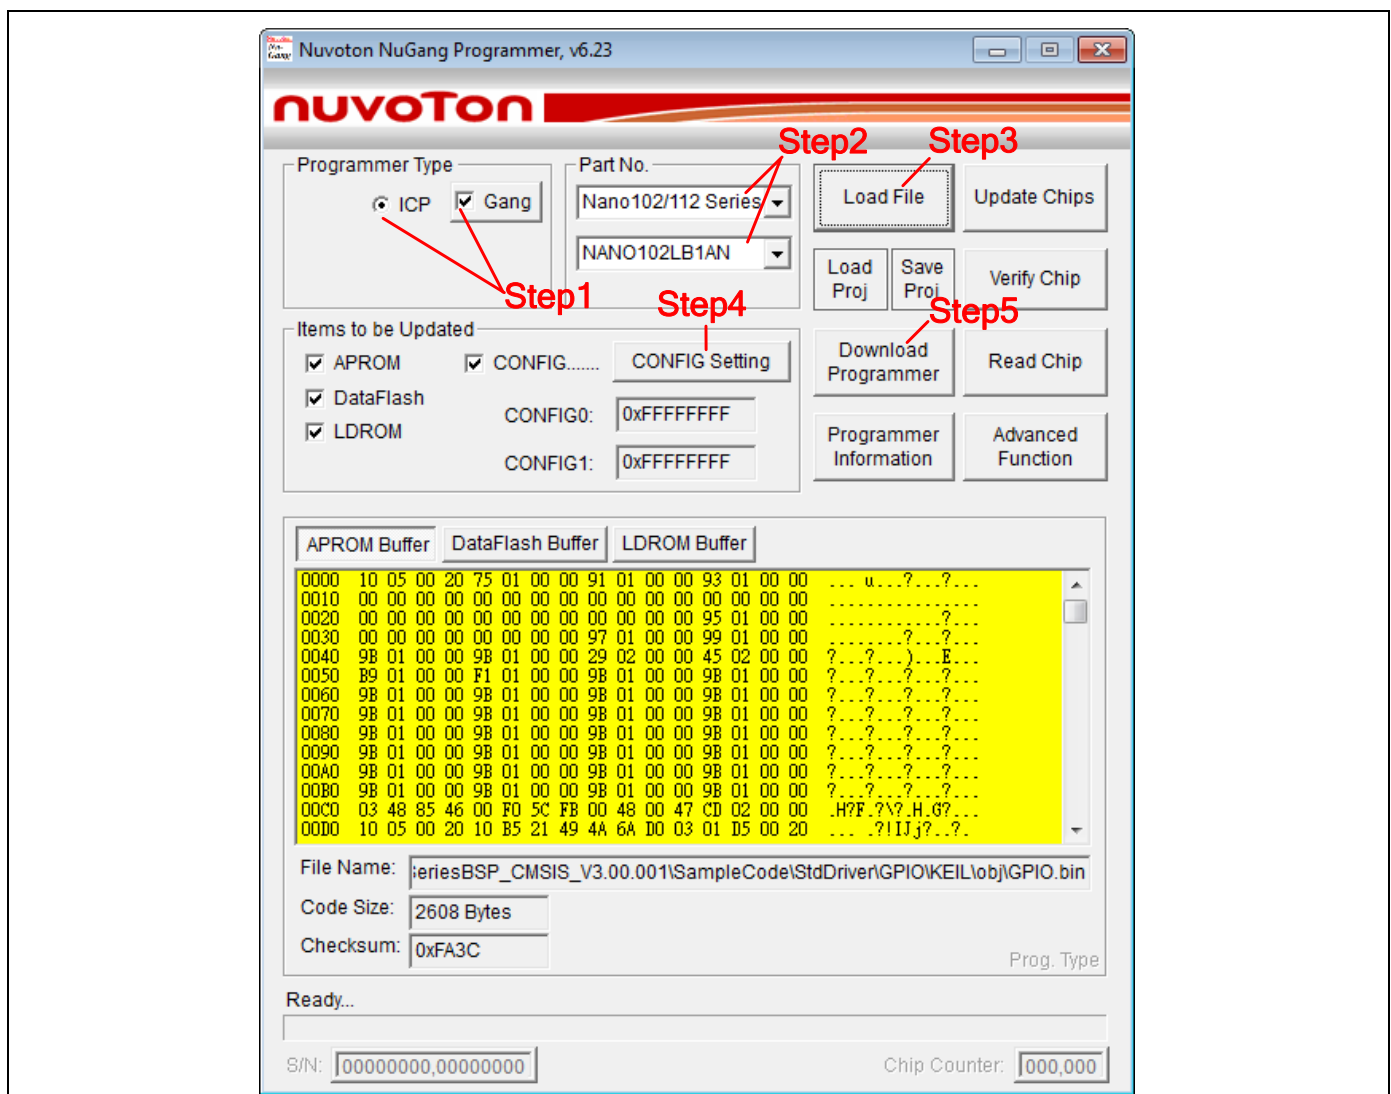 Nuvoton NuGang Programmer, v6.23
nuvoTon
Step2 Step3
Programmer Type Part No.
ICP Gang Nano102/112 Series Load File Update Chips
NANO102LB1AN
Load Proj Save Proj Verify Chip
Step1 Step4 Step5
Items to be Updated
APROM CONFIG....... CONFIG Setting Download Programmer Read Chip
DataFlash
CONFIG0: 0xFFFFFFFF
LDROM
CONFIG1: 0xFFFFFFFF
Programmer Information Advanced Function
APROM Buffer DataFlash Buffer LDROM Buffer
0000 10 05 00 20 75 01 00 00 91 01 00 00 93 01 00 00 ... u...?...?...
0010 00 00 00 00 00 00 00 00 00 00 00 00 00 00 00 00 ................
0020 00 00 00 00 00 00 00 00 00 00 00 00 95 01 00 00 ............?...
0030 00 00 00 00 00 00 00 00 97 01 00 00 99 01 00 00 ........?...?...
0040 9B 01 00 00 9B 01 00 00 29 02 00 00 45 02 00 00 ?...?...)...E...
0050 B9 01 00 00 F1 01 00 00 9B 01 00 00 9B 01 00 00 ?...?...?...?...
0060 9B 01 00 00 9B 01 00 00 9B 01 00 00 9B 01 00 00 ?...?...?...?...
0070 9B 01 00 00 9B 01 00 00 9B 01 00 00 9B 01 00 00 ?...?...?...?...
0080 9B 01 00 00 9B 01 00 00 9B 01 00 00 9B 01 00 00 ?...?...?...?...
0090 9B 01 00 00 9B 01 00 00 9B 01 00 00 9B 01 00 00 ?...?...?...?...
00A0 9B 01 00 00 9B 01 00 00 9B 01 00 00 9B 01 00 00 ?...?...?...?...
00B0 9B 01 00 00 9B 01 00 00 9B 01 00 00 9B 01 00 00 ?...?...?...?...
00C0 03 48 85 46 00 F0 5C FB 00 48 00 47 CD 02 00 00 .H?F.?\?.H.G?...
00D0 10 05 00 20 10 B5 21 49 4A 6A D0 03 01 D5 00 20 ... .?!IJj?..?.
File Name: SeriesBSP_CMSIS_V3.00.001\SampleCode\StdDriver\GPIO\KEIL\obj\GPIO.bin
Code Size: 2608 Bytes
Checksum: 0xFA3C
Prog. Type
Ready...
S/N: 00000000,00000000 Chip Counter: 000,000